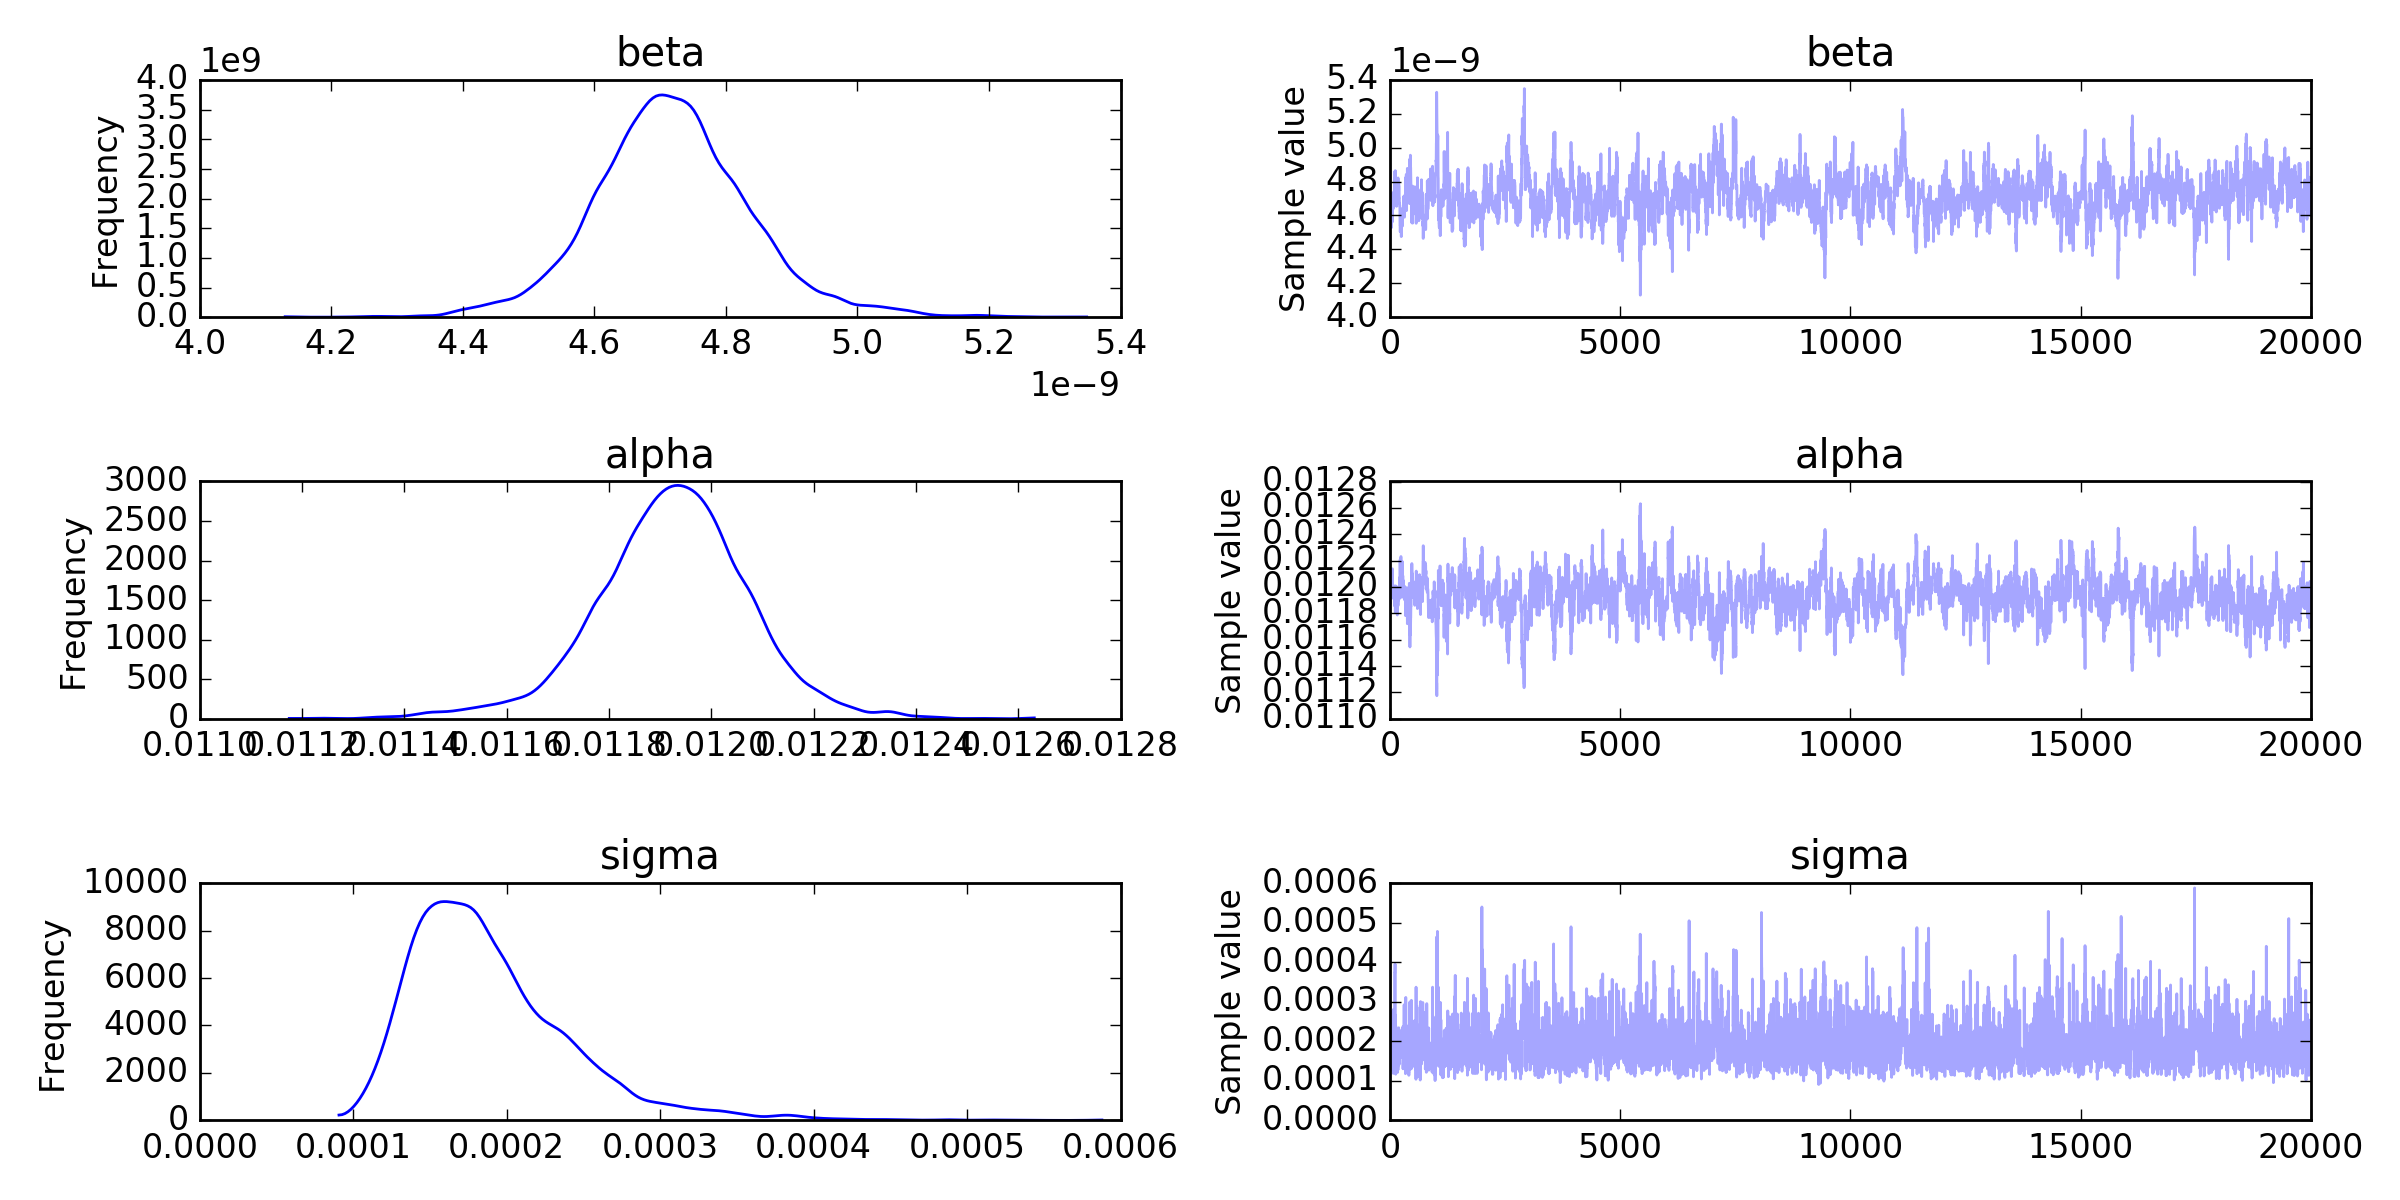 beta
1e9
4.0
3.5
3.0
2.5
2.0
1.5
1.0
0.5
0.0
Frequency
4.0 4.2 4.4 4.6 4.8 5.0 5.2 5.4
1e−9
beta
1e−9
5.4
5.2
5.0
4.8
4.6
4.4
4.2
4.0
Sample value
0 5000 10000 15000 20000
alpha
3000
2500
2000
1500
1000
500
0
Frequency
0.0110 0.0112 0.0114 0.0116 0.0118 0.0120 0.0122 0.0124 0.0126 0.0128
alpha
0.0128
0.0126
0.0124
0.0122
0.0120
0.0118
0.0116
0.0114
0.0112
0.0110
Sample value
0 5000 10000 15000 20000
sigma
10000
8000
6000
4000
2000
0
Frequency
0.0000 0.0001 0.0002 0.0003 0.0004 0.0005 0.0006
sigma
0.0006
0.0005
0.0004
0.0003
0.0002
0.0001
0.0000
Sample value
0 5000 10000 15000 20000